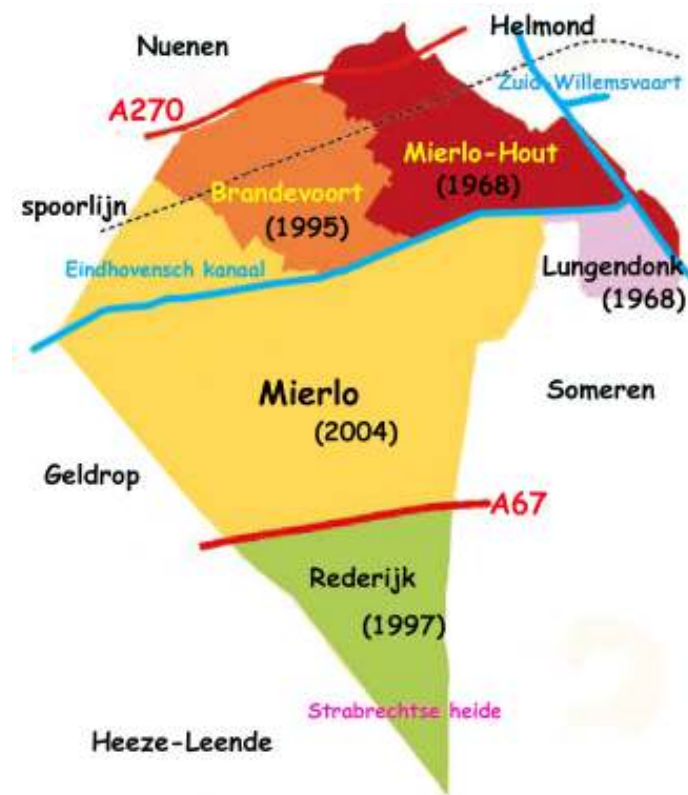 Helmond
Nuenen
Zuid-Willemsvaart
A270
Mierlo-Hout
(1968)
Brandevoort
(1995)
spoorlijn
Eindhovensch kanaal
Lungendonk
(1968)
Mierlo
(2004)
Someren
Geldrop
A67
Rederijk
(1997)
Strabrechtse heide
Heeze-Leende